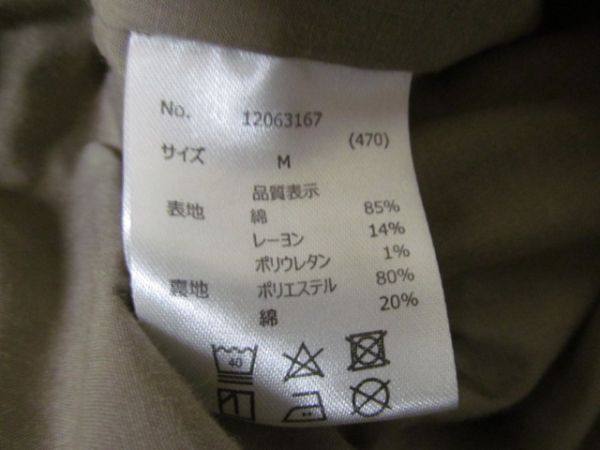 No. 12063167
(470)
サイズ M
品質表示
表地 綿 85%
レーヨン 14%
ポリウレタン 1%
裏地 ポリエステル 80%
綿 20%
40